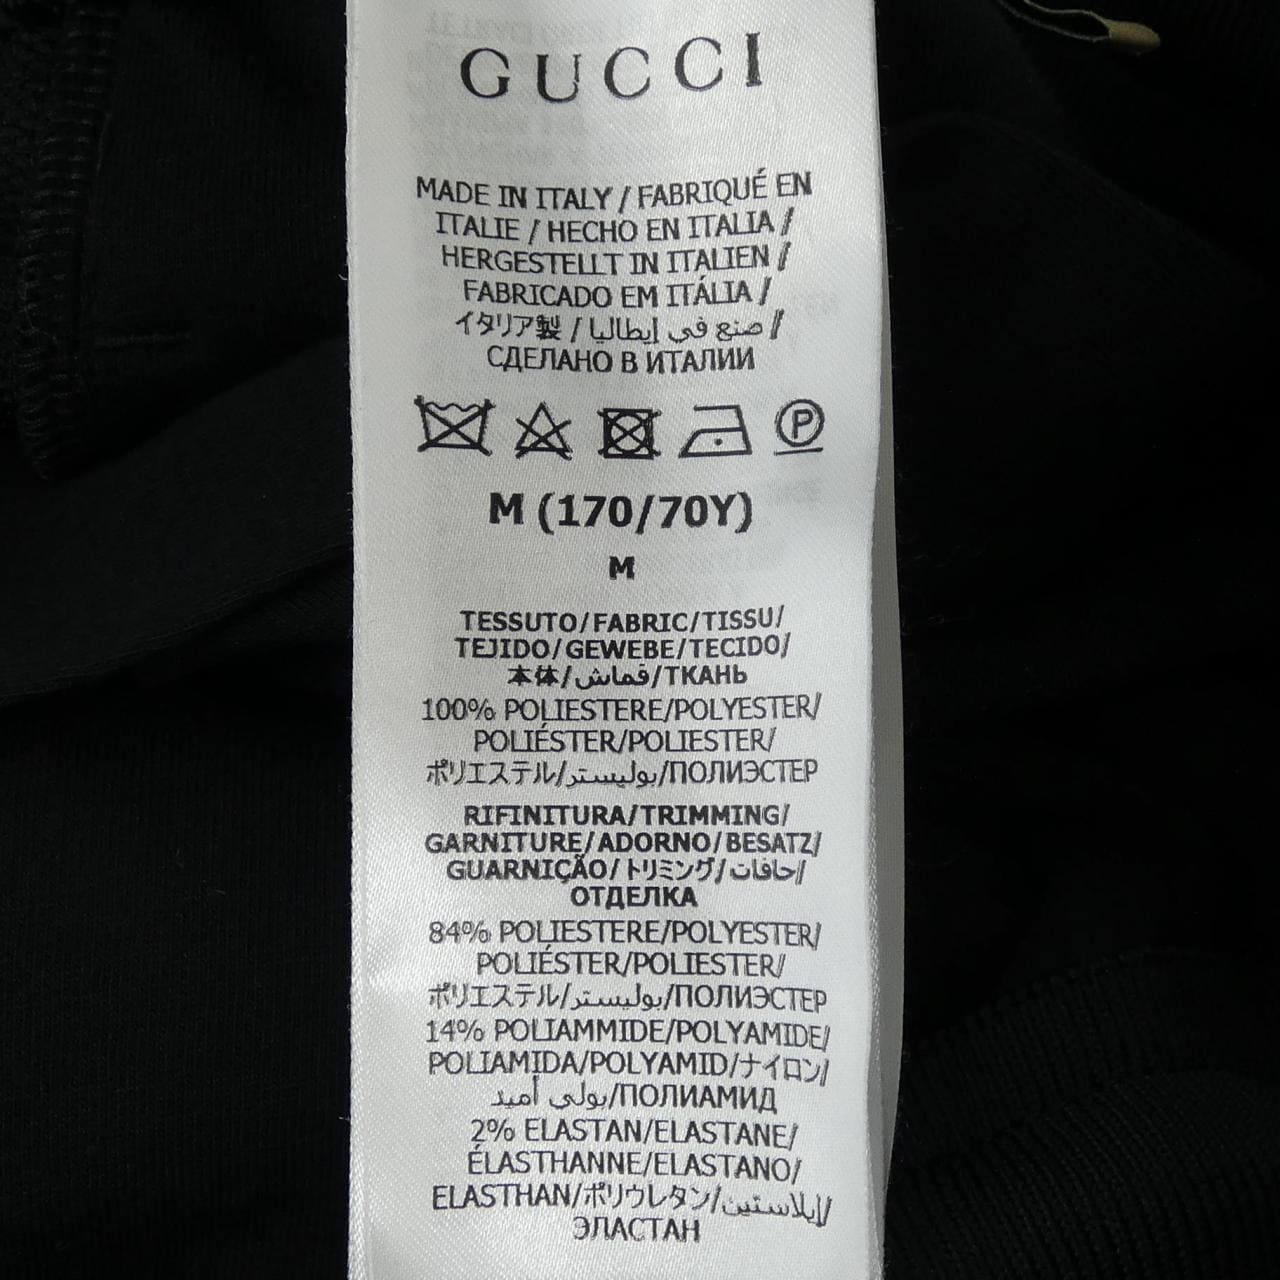 GUCCI
MADE IN ITALY / FABRIQUÉ EN
ITALIE / HECHO EN ITALIA /
HERGESTELLT IN ITALIEN /
FABRICADO EM ITÁLIA /
イタリア製 / صنع في إيطاليا /
СДЕЛАНО В ИТАЛИИ
P
M (170/70Y)
M
TESSUTO/FABRIC/TISSU/
TEJIDO/GEWEBE/TECIDO/
本体/قماش/ТКАНЬ
100% POLIESTERE/POLYESTER/
POLIÉSTER/POLIESTER/
ポリエステル/بوليستر/ПОЛИЭСТЕР
RIFINITURA/TRIMMING/
GARNITURE/ADORNO/BESATZ/
GUARNIÇÃO/トリミング/حافات/
ОТДЕЛКА
84% POLIESTERE/POLYESTER/
POLIÉSTER/POLIESTER/
ポリエステル/بوليستر/ПОЛИЭСТЕР
14% POLIAMMIDE/POLYAMIDE/
POLIAMIDA/POLYAMID/ナイロン/
بولي أميد/ПОЛИАМИД
2% ELASTAN/ELASTANE/
ÉLASTHANNE/ELASTANO/
ELASTHAN/ポリウレタン/إيلاستين/
ЭЛАСТАН